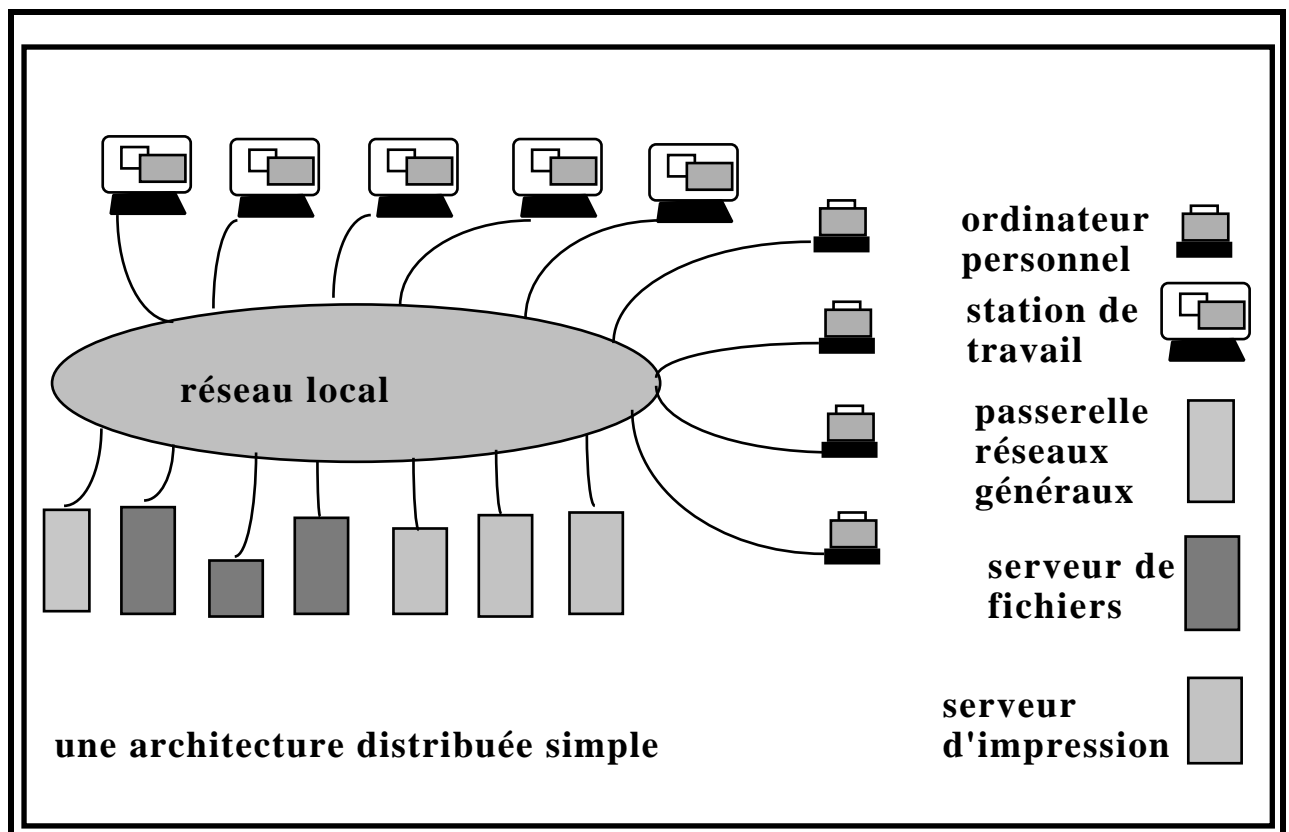 ordinateur
personnel
station de
travail
réseau local
passerelle
réseaux
généraux
serveur de
fichiers
serveur
d'impression
une architecture distribuée simple